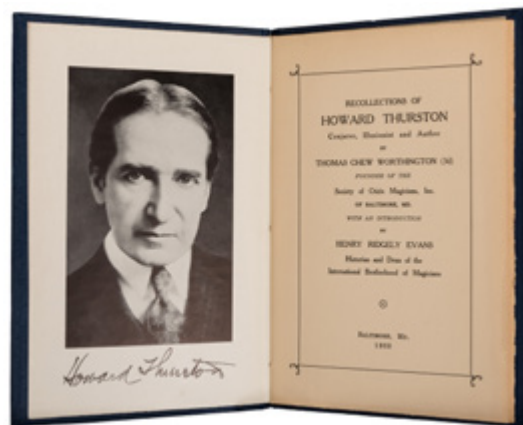 Howard Thurston
RECOLLECTIONS OF
HOWARD THURSTON
Conjurer, Illusionist and Author
BY
THOMAS CHEW WORTHINGTON (3d)
FOUNDER OF THE
Society of Osiris Magicians, Inc.
OF BALTIMORE, MD.
WITH AN INTRODUCTION
BY
HENRY RIDGELY EVANS
Historian and Dean of the
International Brotherhood of Magicians
BALTIMORE, MD.